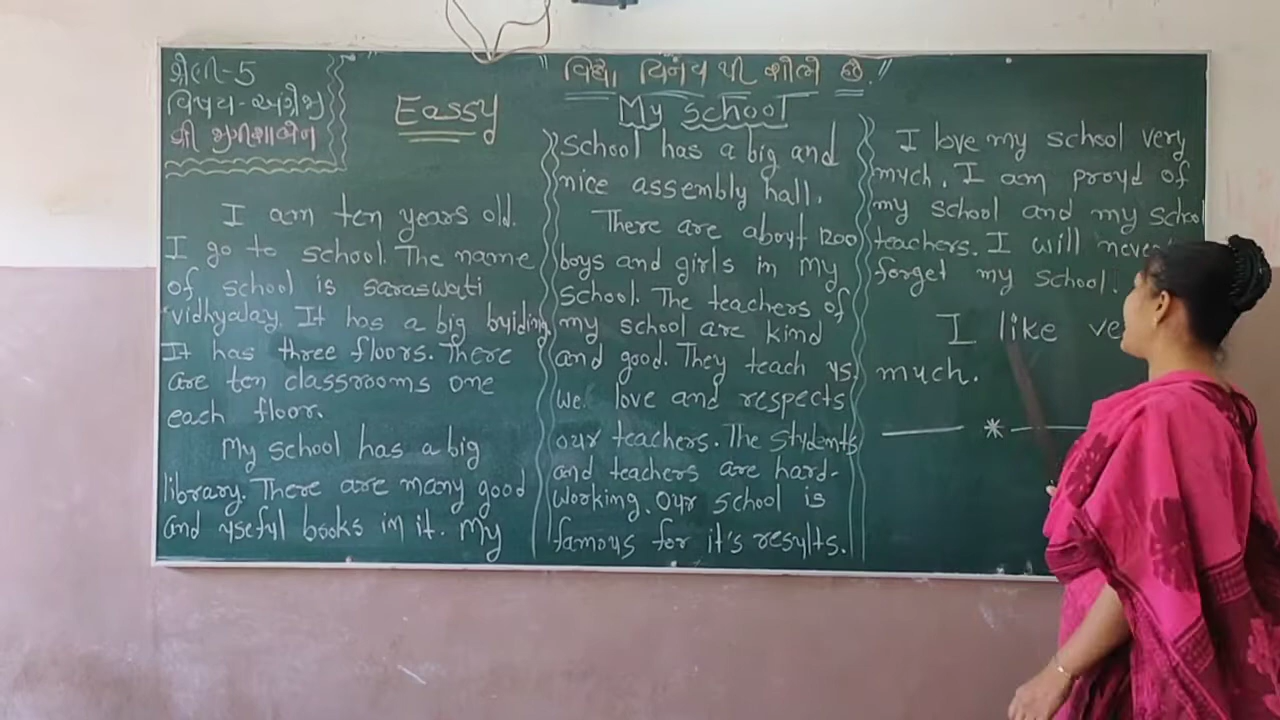 ધોરણ-5
વિષય-અંગ્રેજી
શ્રી
વિદ્યા વિનય થી શોભે છે."
Eassy
My school
I am ten years old.
I go to school. The name
of school is saraswati
vidhyalay. It has a big byiding
It has three floors. There
are ten classrooms one
each floor.
My school has a big
library. There are many good
and useful books in it. My
School has a big and
nice assembly hall.
There are about 1200
boys and girls in my
school. The teachers of
my school are kind
and good. They teach us,
we love and respects
our teachers. The students
and teachers are hard-
working. Our school is
famous for it's results.
I love my school very
much. I am proud of
my school and my school
teachers. I will never
forget my school.
I like ve
much.